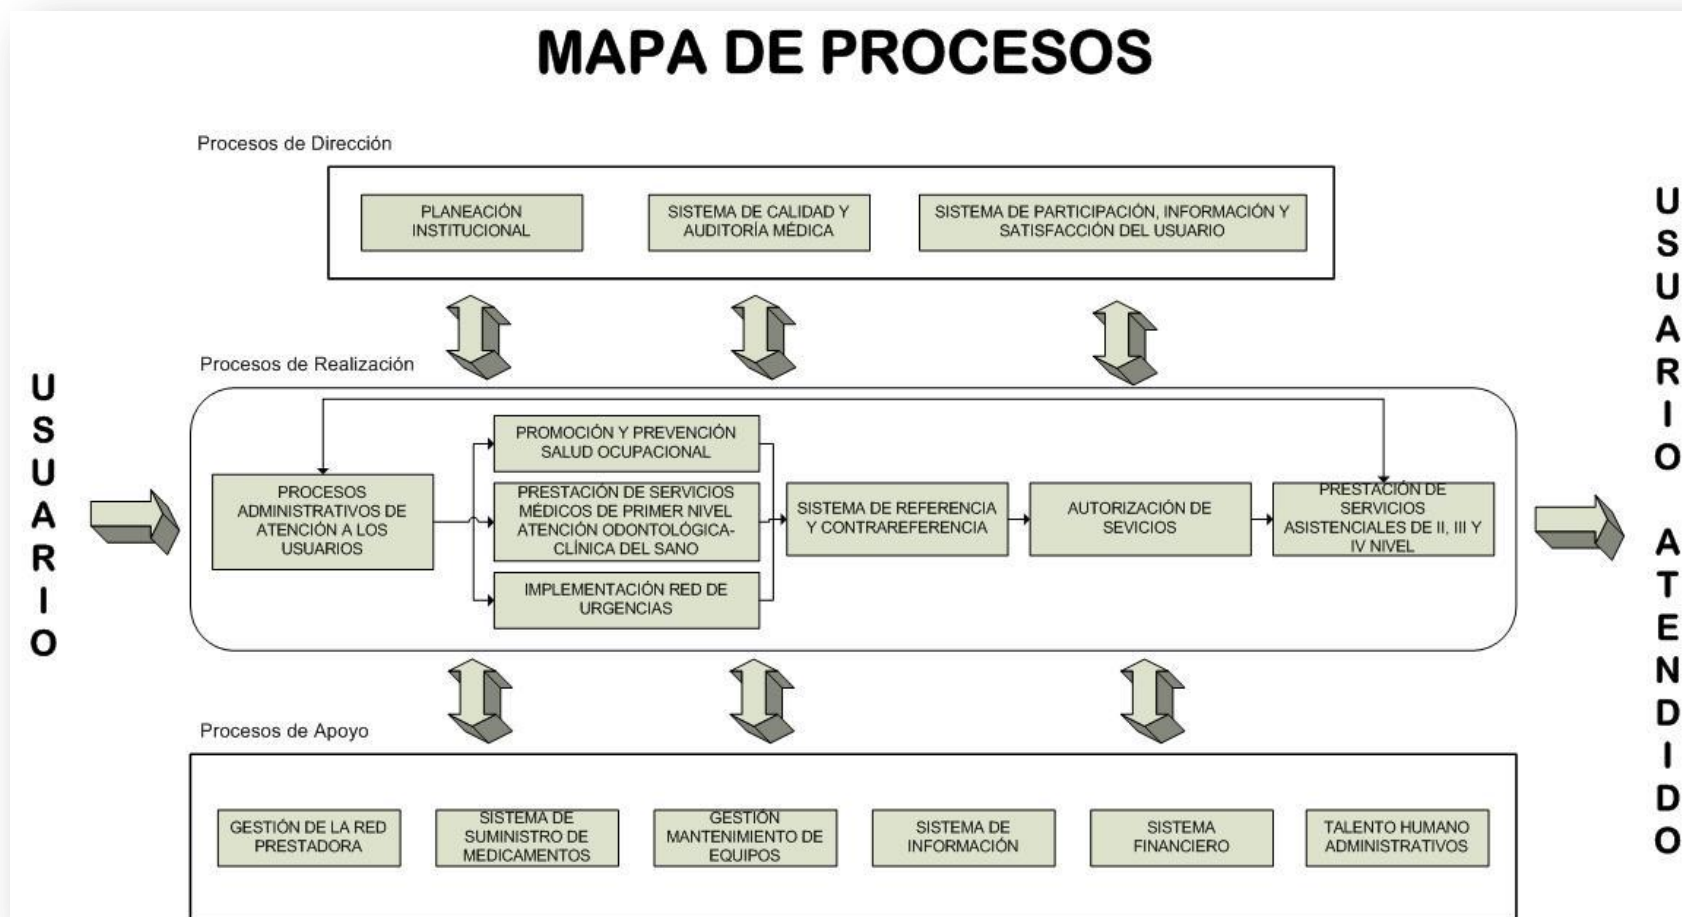 MAPA DE PROCESOS
Procesos de Dirección
PLANEACIÓN
INSTITUCIONAL
SISTEMA DE CALIDAD Y
AUDITORÍA MÉDICA
SISTEMA DE PARTICIPACIÓN, INFORMACIÓN Y
SATISFACCIÓN DEL USUARIO
USUARIO
Procesos de Realización
PROCESOS
ADMINISTRATIVOS DE
ATENCIÓN A LOS
USUARIOS
PROMOCIÓN Y PREVENCIÓN
SALUD OCUPACIONAL
PRESTACIÓN DE SERVICIOS
MÉDICOS DE PRIMER NIVEL
ATENCIÓN ODONTOLÓGICA-
CLÍNICA DEL SANO
IMPLEMENTACIÓN RED DE
URGENCIAS
SISTEMA DE REFERENCIA
Y CONTRAREFERENCIA
AUTORIZACIÓN DE
SEVICIOS
PRESTACIÓN DE
SERVICIOS
ASISTENCIALES DE II, III Y
IV NIVEL
USUARIO ATENDIDO
Procesos de Apoyo
GESTIÓN DE LA RED
PRESTADORA
SISTEMA DE
SUMINISTRO DE
MEDICAMENTOS
GESTIÓN
MANTENIMIENTO DE
EQUIPOS
SISTEMA DE
INFORMACIÓN
SISTEMA
FINANCIERO
TALENTO HUMANO
ADMINISTRATIVOS